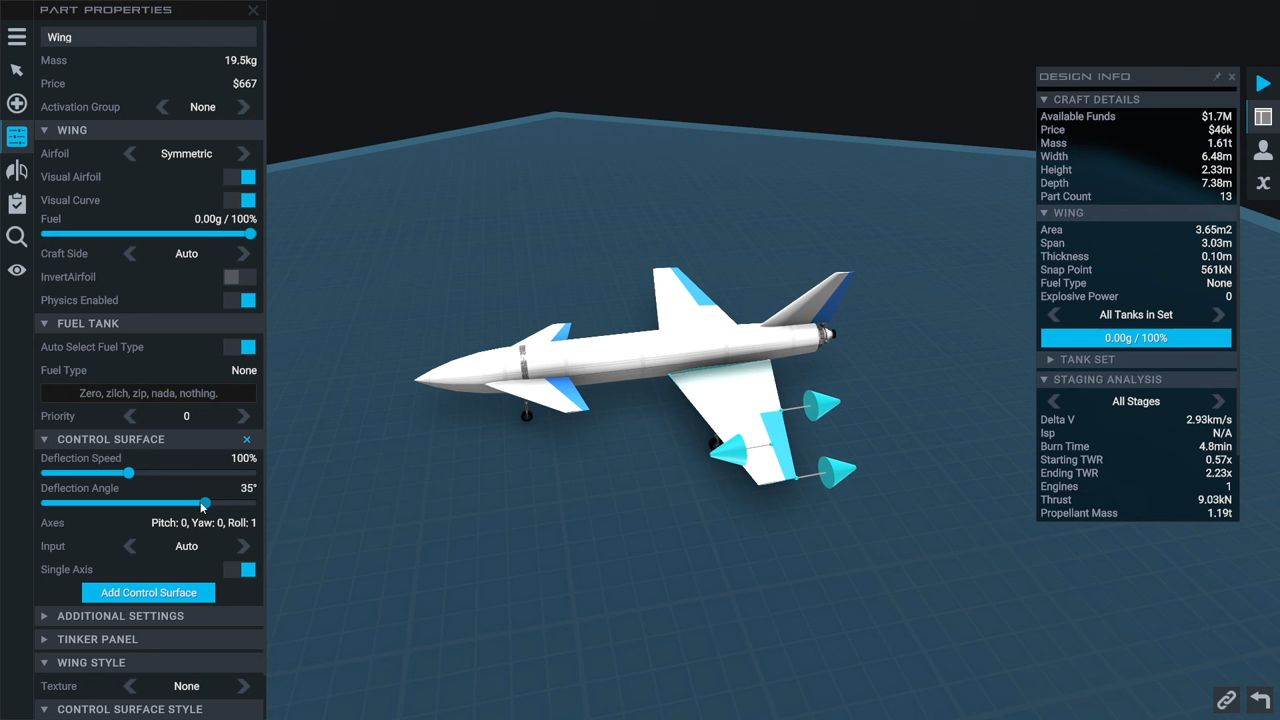 PART PROPERTIES
Wing
Mass 19.5kg
Price $667
Activation Group None
WING
Airfoil Symmetric
Visual Airfoil
Visual Curve
Fuel 0.00g / 100%
Craft Side Auto
InvertAirfoil
Physics Enabled
FUEL TANK
Auto Select Fuel Type
Fuel Type None
Zero, zilch, zip, nada, nothing.
Priority 0
CONTROL SURFACE
Deflection Speed 100%
Deflection Angle 35°
Axes Pitch: 0, Yaw: 0, Roll: 1
Input Auto
Single Axis
Add Control Surface
ADDITIONAL SETTINGS
TINKER PANEL
WING STYLE
Texture None
CONTROL SURFACE STYLE
DESIGN INFO
CRAFT DETAILS
Available Funds $1.7M
Price $46k
Mass 1.61t
Width 6.48m
Height 2.33m
Depth 7.38m
Part Count 13
WING
Area 3.65m2
Span 3.03m
Thickness 0.10m
Snap Point 561kN
Fuel Type None
Explosive Power 0
All Tanks in Set
0.00g / 100%
TANK SET
STAGING ANALYSIS
All Stages
Delta V 2.93km/s
Isp N/A
Burn Time 4.8min
Starting TWR 0.57x
Ending TWR 2.23x
Engines 1
Thrust 9.03kN
Propellant Mass 1.19t